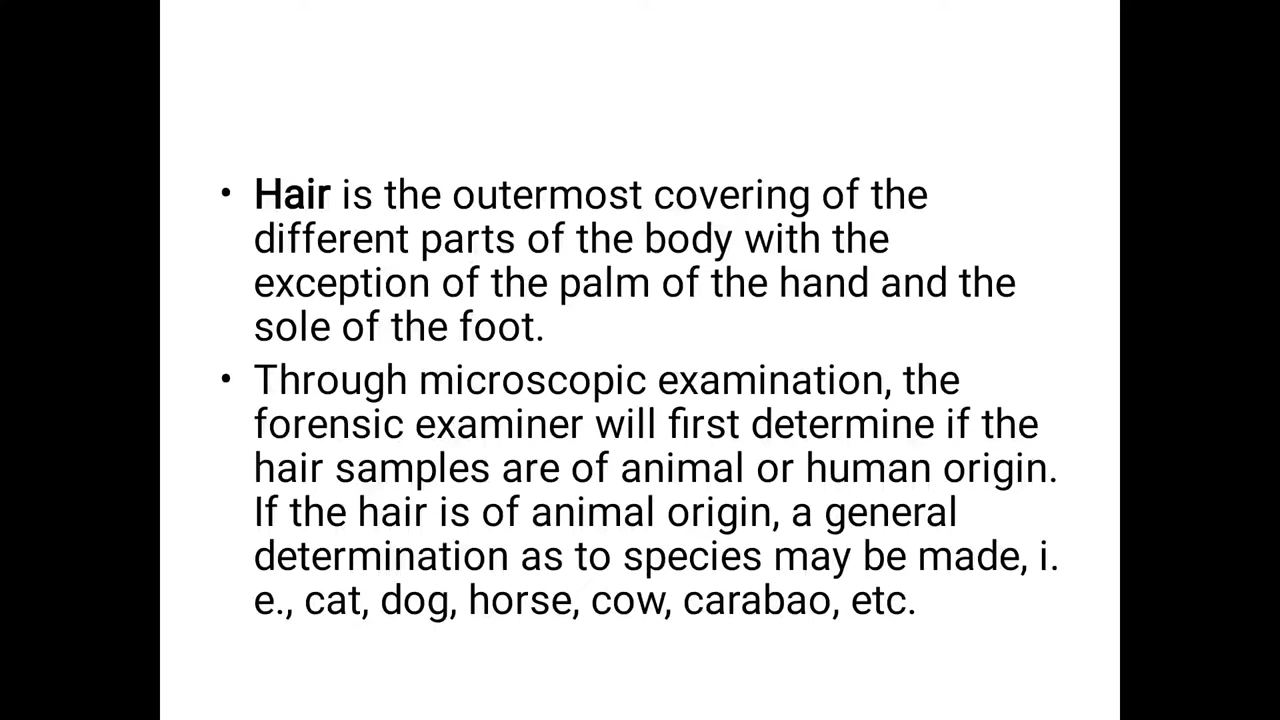 • Hair is the outermost covering of the
different parts of the body with the
exception of the palm of the hand and the
sole of the foot.
• Through microscopic examination, the
forensic examiner will first determine if the
hair samples are of animal or human origin.
If the hair is of animal origin, a general
determination as to species may be made, i.
e., cat, dog, horse, cow, carabao, etc.